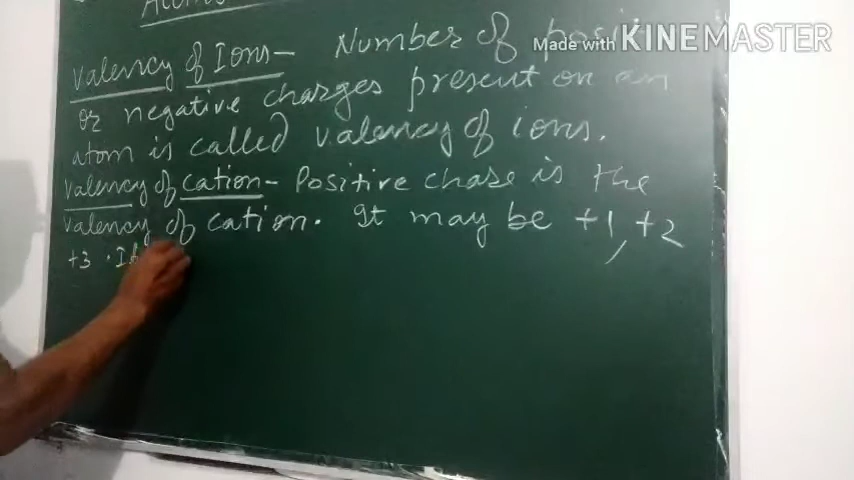 Valency of Ions- Number of
Made with KINEMASTER
or negative charges present on an
atom is called valency of ions.
Valency of cation- Positive chase is the
Valency of cation. It may be +1, +2
+3 .